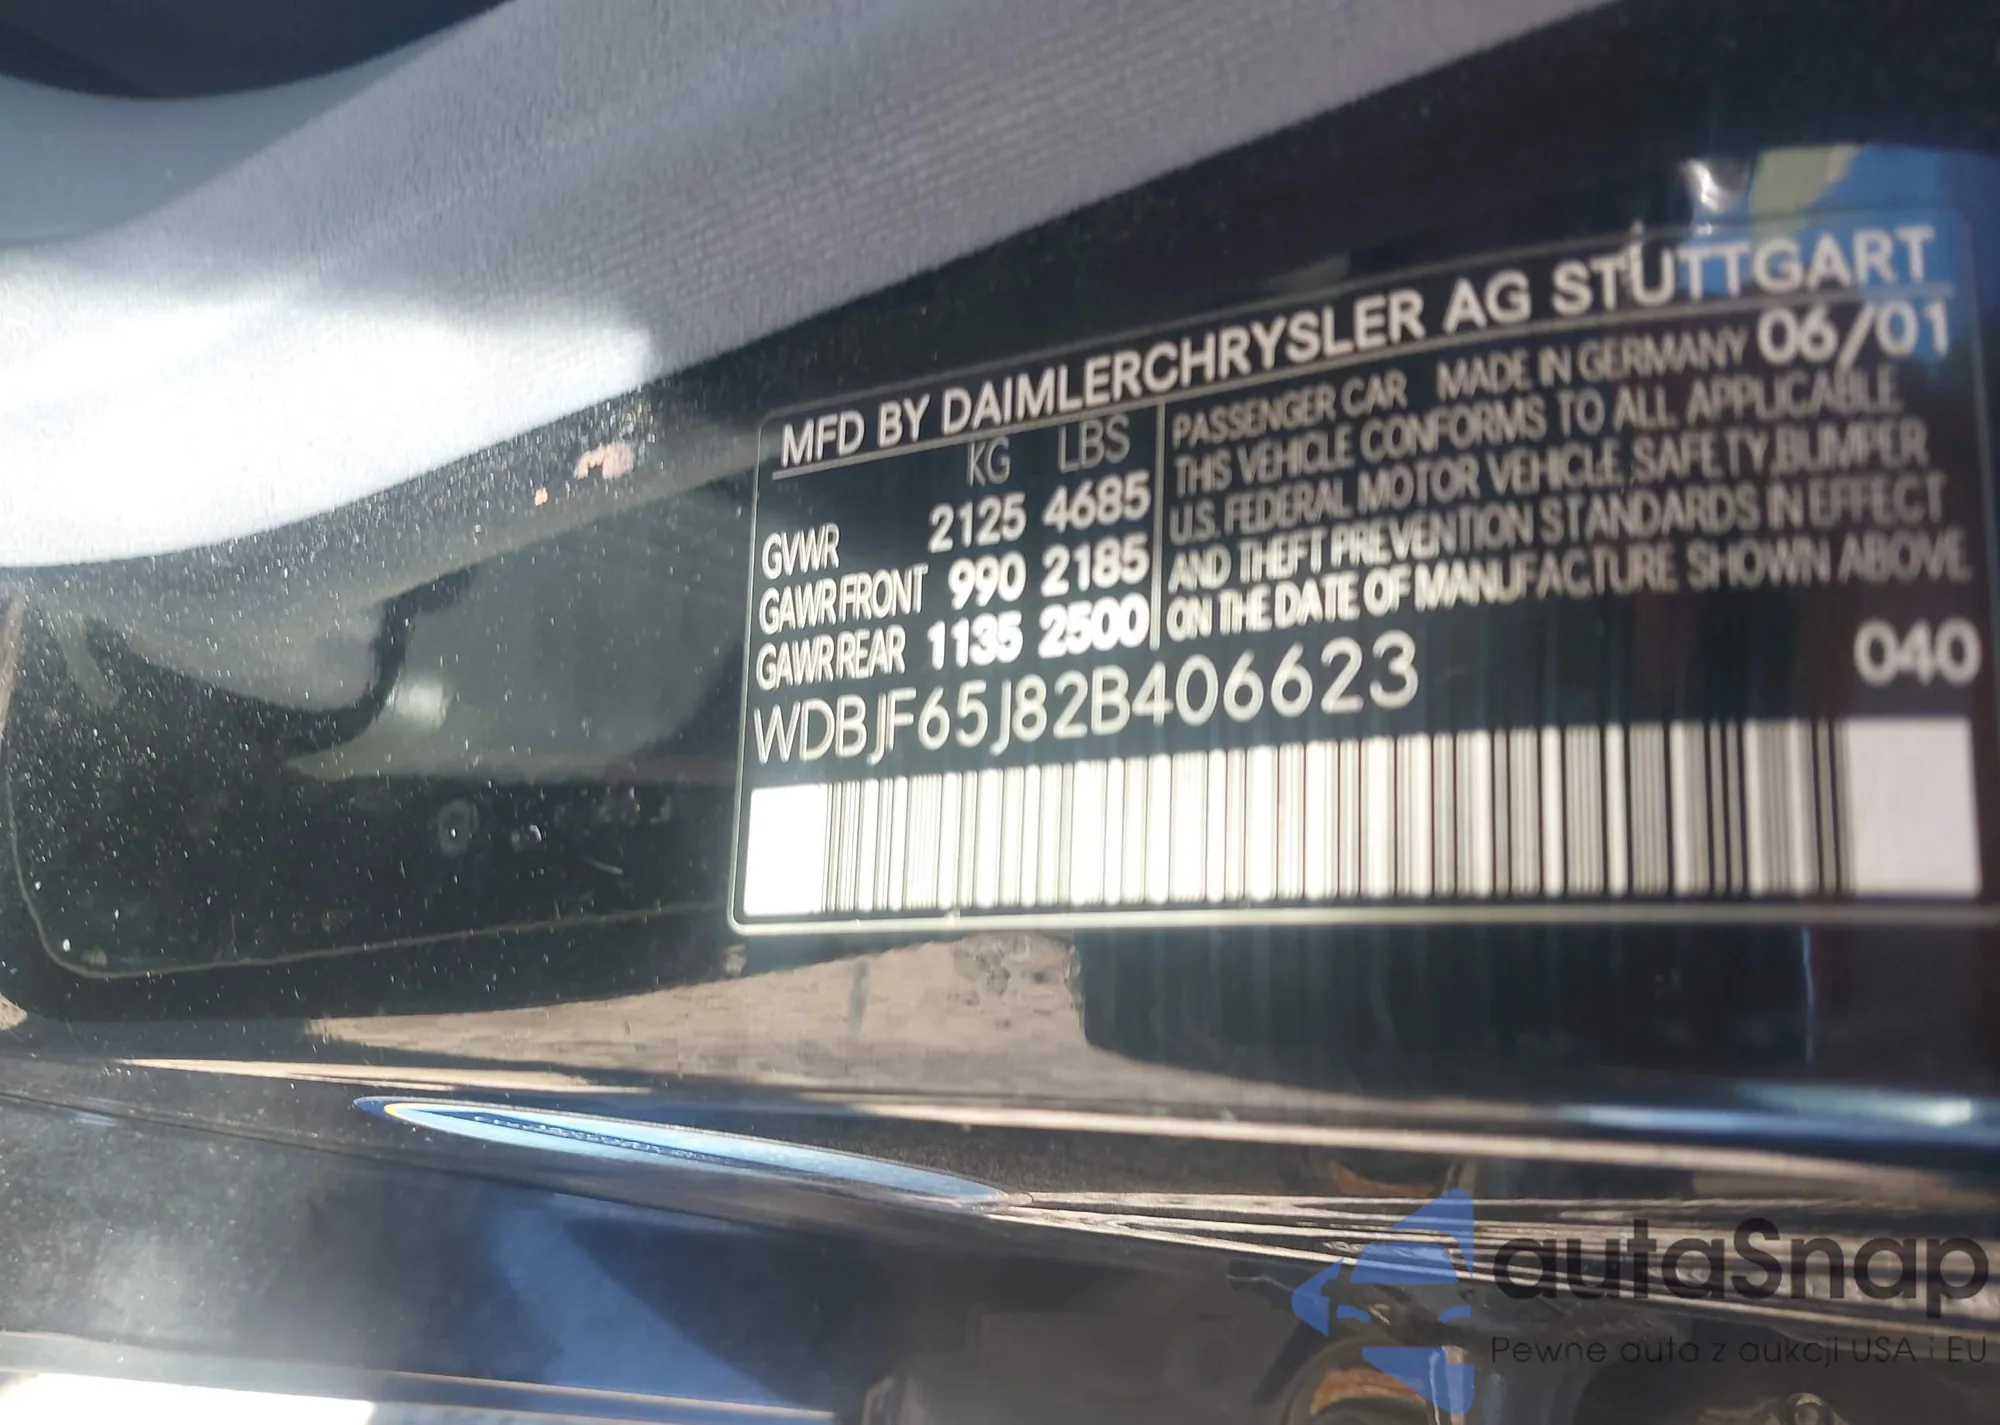 MFD BY DAIMLERCHRYSLER AG STUTTGART
KG LBS
GVWR 2125 4685
GAWR FRONT 990 2185
GAWR REAR 1135 2500
PASSENGER CAR MADE IN GERMANY 06/01
THIS VEHICLE CONFORMS TO ALL APPLICABLE
U.S. FEDERAL MOTOR VEHICLE SAFETY,BUMPER
AND THEFT PREVENTION STANDARDS IN EFFECT
ON THE DATE OF MANUFACTURE SHOWN ABOVE
WDBJF65J82B406623 040
autaSnap
Pewne auta z aukcji USA i EU